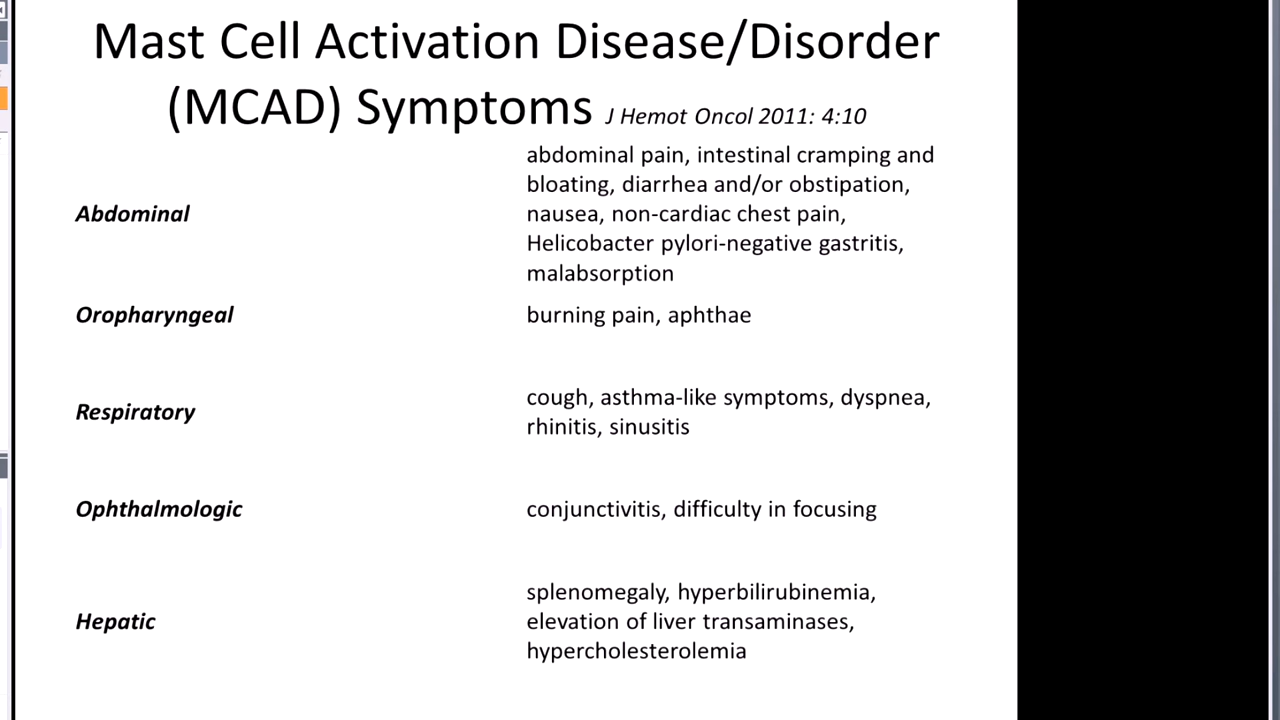 Mast Cell Activation Disease/Disorder
(MCAD) Symptoms J Hemot Oncol 2011: 4:10
Abdominal
abdominal pain, intestinal cramping and
bloating, diarrhea and/or obstipation,
nausea, non-cardiac chest pain,
Helicobacter pylori-negative gastritis,
malabsorption
Oropharyngeal
burning pain, aphthae
Respiratory
cough, asthma-like symptoms, dyspnea,
rhinitis, sinusitis
Ophthalmologic
conjunctivitis, difficulty in focusing
Hepatic
splenomegaly, hyperbilirubinemia,
elevation of liver transaminases,
hypercholesterolemia